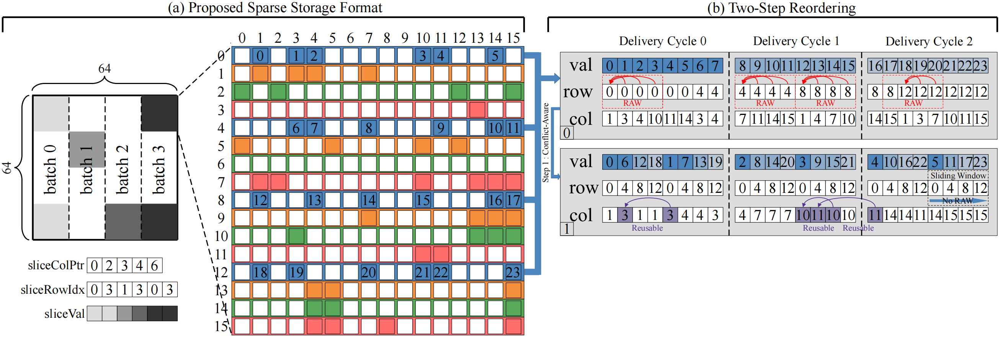 (a) Proposed Sparse Storage Format
64
64
batch 0
batch 1
batch 2
batch 3
sliceColPtr 0 2 3 4 6
sliceRowIdx 0 3 1 3 0 3
sliceVal
0 1 2 3 4 5 6 7 8 9 10 11 12 13 14 15
0 0 1 2 3 4 5
1
2
3
4 6 7 8 9 10 11
5
6
7
8 12 13 14 15 16 17
9
10
11
12 18 19 20 21 22 23
13
14
15
(b) Two-Step Reordering
Delivery Cycle 0 Delivery Cycle 1 Delivery Cycle 2
val 0 1 2 3 4 5 6 7 8 9 10 11 12 13 14 15 16 17 18 19 20 21 22 23
row 0 0 0 0 0 0 4 4 4 4 4 4 8 8 8 8 8 8 12 12 12 12 12 12
RAW RAW RAW RAW
col 1 3 4 10 11 14 3 4 7 11 14 15 1 4 7 10 14 15 1 3 7 10 11 15
0
Step 1 : Conflict-Aware
val 0 6 12 18 1 7 13 19 2 8 14 20 3 9 15 21 4 10 16 22 5 11 17 23
Sliding Window
row 0 4 8 12 0 4 8 12 0 4 8 12 0 4 8 12 0 4 8 12 0 4 8 12
No RAW
col 1 3 1 1 3 4 4 3 4 7 7 7 10 11 10 10 11 14 14 11 14 15 15 15
Reusable Reusable Reusable
1